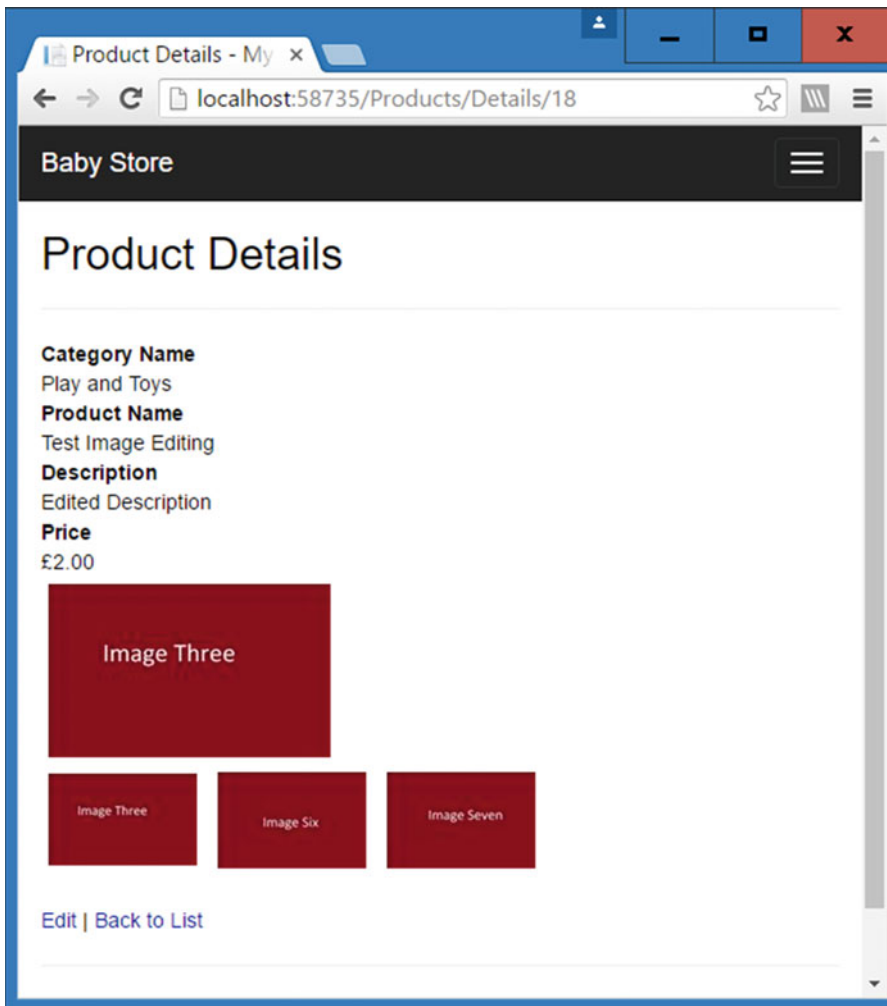 Product Details - My
localhost:58735/Products/Details/18
Baby Store
Product Details
Category Name
Play and Toys
Product Name
Test Image Editing
Description
Edited Description
Price
£2.00
Image Three
Image Three
Image Six
Image Seven
Edit | Back to List